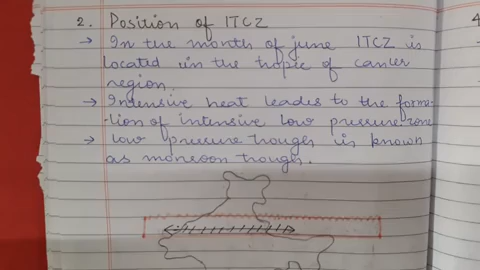 2. Position of ITCZ
→ In the month of june ITCZ is
located in the tropic of cancer
region.
→ Intensive heat leades to the forma-
-tion of intensive low pressure zone
→ low pressure trough is known
as monsoon trough.
4